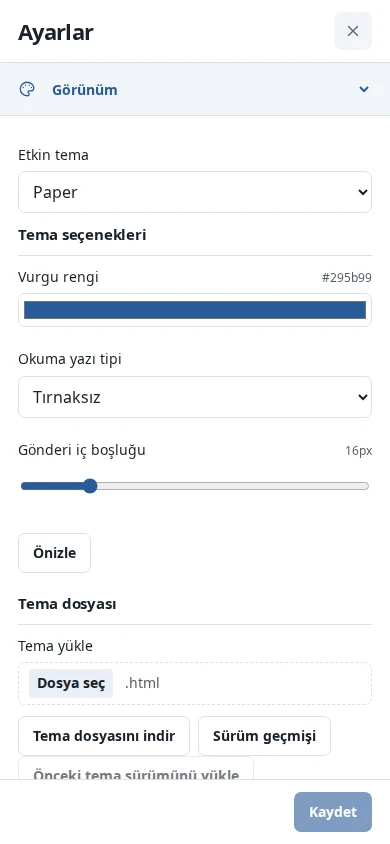 Ayarlar
Görünüm
Etkin tema
Paper
Tema seçenekleri
Vurgu rengi #295b99
Okuma yazı tipi
Tırnaksız
Gönderi iç boşluğu 16px
Önizle
Tema dosyası
Tema yükle
Dosya seç .html
Tema dosyasını indir Sürüm geçmişi
Önceki tema sürümünü yükle
Kaydet